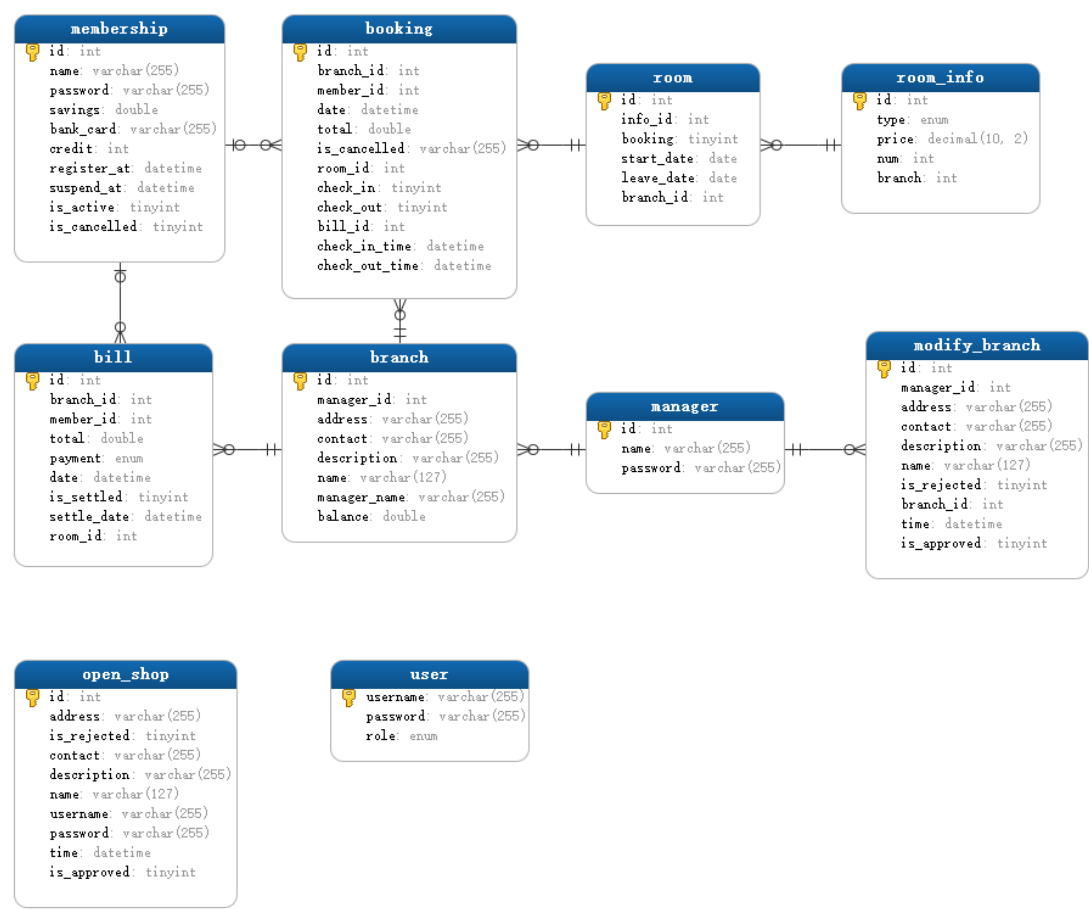 membership
id: int
name: varchar(255)
password: varchar(255)
savings: double
bank_card: varchar(255)
credit: int
register_at: datetime
suspend_at: datetime
is_active: tinyint
is_cancelled: tinyint
booking
id: int
branch_id: int
member_id: int
date: datetime
total: double
is_cancelled: varchar(255)
room_id: int
check_in: tinyint
check_out: tinyint
bill_id: int
check_in_time: datetime
check_out_time: datetime
room
id: int
info_id: int
booking: tinyint
start_date: date
leave_date: date
branch_id: int
room_info
id: int
type: enum
price: decimal(10, 2)
num: int
branch: int
bill
id: int
branch_id: int
member_id: int
total: double
payment: enum
date: datetime
is_settled: tinyint
settle_date: datetime
room_id: int
branch
id: int
manager_id: int
address: varchar(255)
contact: varchar(255)
description: varchar(255)
name: varchar(127)
manager_name: varchar(255)
balance: double
manager
id: int
name: varchar(255)
password: varchar(255)
modify_branch
id: int
manager_id: int
address: varchar(255)
contact: varchar(255)
description: varchar(255)
name: varchar(127)
is_rejected: tinyint
branch_id: int
time: datetime
is_approved: tinyint
open_shop
id: int
address: varchar(255)
is_rejected: tinyint
contact: varchar(255)
description: varchar(255)
name: varchar(127)
username: varchar(255)
password: varchar(255)
time: datetime
is_approved: tinyint
user
username: varchar(255)
password: varchar(255)
role: enum